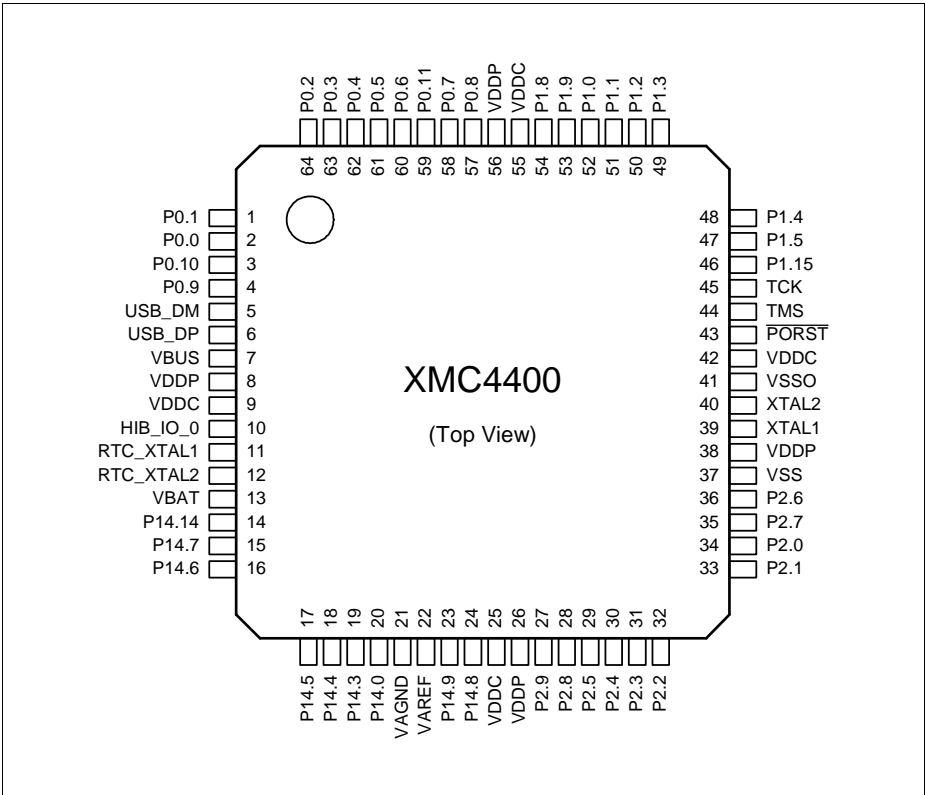 P0.2 P0.3 P0.4 P0.5 P0.6 P0.11 P0.7 P0.8 VDDP VDDC P1.8 P1.9 P1.0 P1.1 P1.2 P1.3
64 63 62 61 60 59 58 57 56 55 54 53 52 51 50 49
P0.1 1 48 P1.4
P0.0 2 47 P1.5
P0.10 3 46 P1.15
P0.9 4 45 TCK
USB_DM 5 44 TMS
USB_DP 6 43 PORST
VBUS 7 42 VDDC
VDDP 8 41 VSSO
VDDC 9 40 XTAL2
HIB_IO_0 10 39 XTAL1
RTC_XTAL1 11 38 VDDP
RTC_XTAL2 12 37 VSS
VBAT 13 36 P2.6
P14.14 14 35 P2.7
P14.7 15 34 P2.0
P14.6 16 33 P2.1
XMC4400
(Top View)
17 18 19 20 21 22 23 24 25 26 27 28 29 30 31 32
P14.5 P14.4 P14.3 P14.0 VAGND VAREF P14.9 P14.8 VDDC VDDP P2.9 P2.8 P2.5 P2.4 P2.3 P2.2